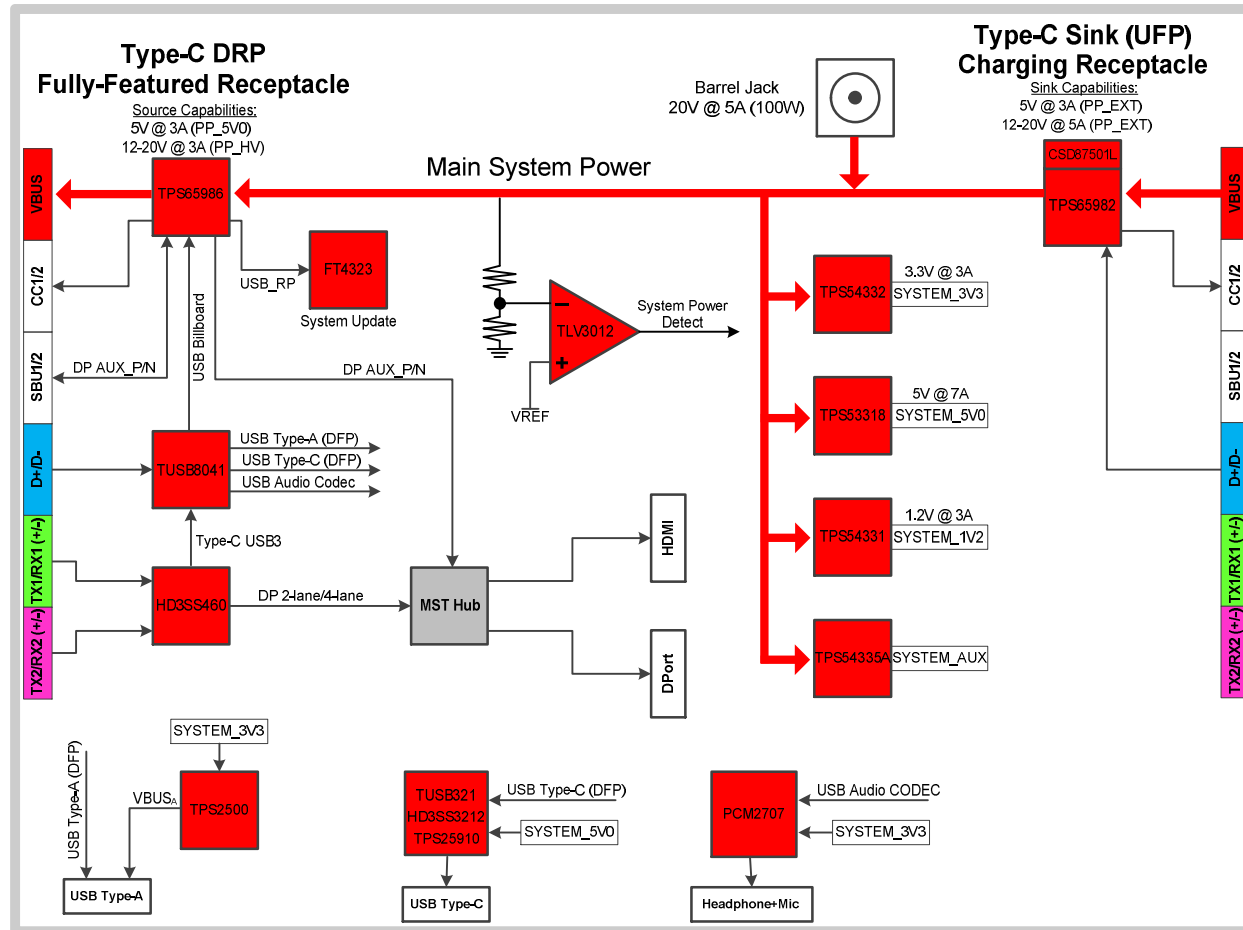 Type-C DRP
Fully-Featured Receptacle
Source Capabilities:
5V @ 3A (PP_5V0)
12-20V @ 3A (PP_HV)
Barrel Jack
20V @ 5A (100W)
Type-C Sink (UFP)
Charging Receptacle
Sink Capabilities:
5V @ 3A (PP_EXT)
12-20V @ 5A (PP_EXT)
Main System Power
VBUS
CC1/2
SBU1/2
D+/D-
TX1/RX1 (+/-)
TX2/RX2 (+/-)
TPS65986
USB_RP
FT4323
System Update
USB Billboard
DP AUX_P/N
DP AUX_P/N
TLV3012
VREF
System Power
Detect
CSD87501L
TPS65982
VBUS
CC1/2
SBU1/2
D+/D-
TX1/RX1 (+/-)
TX2/RX2 (+/-)
TPS54332
3.3V @ 3A
SYSTEM_3V3
TPS53318
5V @ 7A
SYSTEM_5V0
TPS54331
1.2V @ 3A
SYSTEM_1V2
TPS54335A
SYSTEM_AUX
TUSB8041
USB Type-A (DFP)
USB Type-C (DFP)
USB Audio Codec
Type-C USB3
HD3SS460
DP 2-lane/4-lane
MST Hub
HDMI
DPort
SYSTEM_3V3
USB Type-A (DFP)
VBUSA
TPS2500
USB Type-A
TUSB321
HD3SS3212
TPS25910
USB Type-C (DFP)
SYSTEM_5V0
USB Type-C
PCM2707
USB Audio CODEC
SYSTEM_3V3
Headphone+Mic